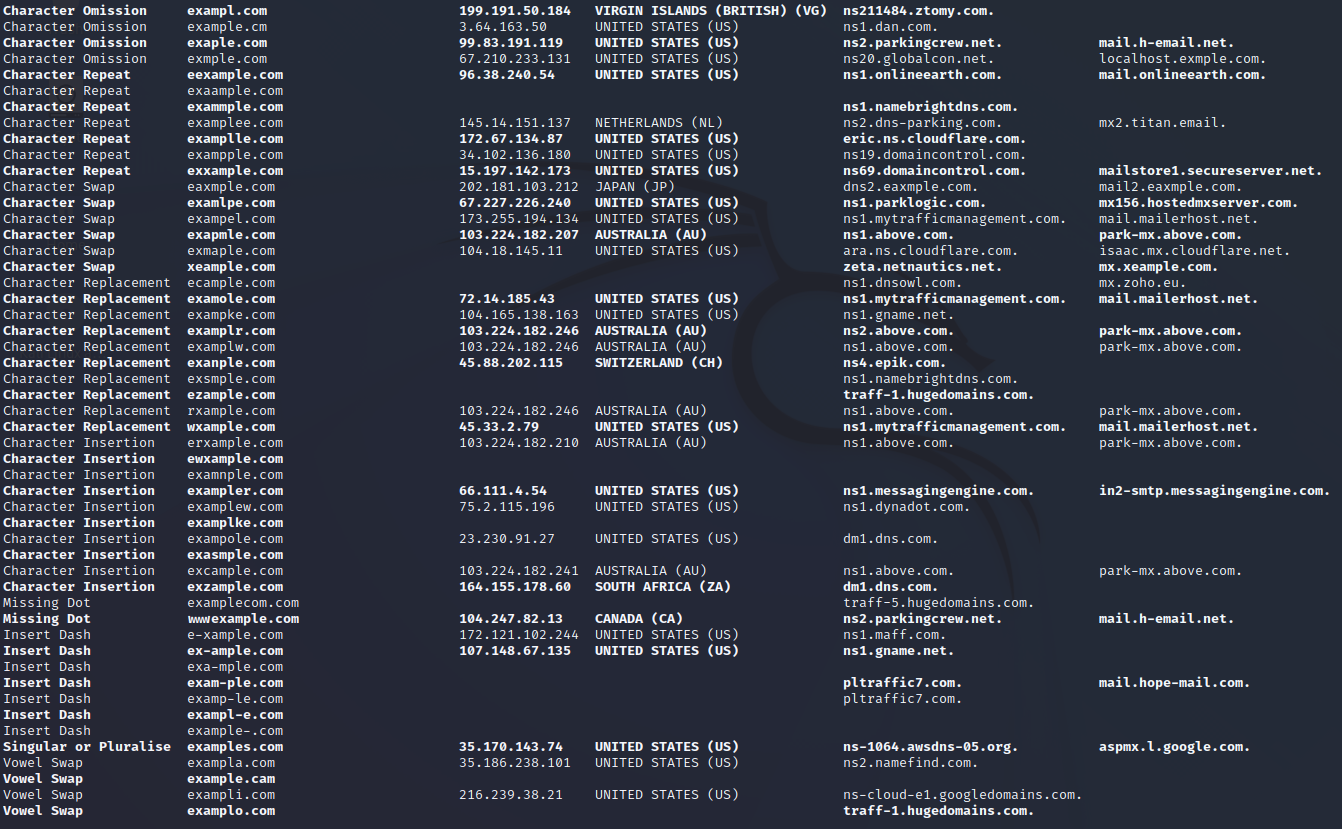 Character Omission exampl.com 199.191.50.184 VIRGIN ISLANDS (BRITISH) (VG) ns211484.ztomy.com.
Character Omission example.cm 3.64.163.50 UNITED STATES (US) ns1.dan.com.
Character Omission exaple.com 99.83.191.119 UNITED STATES (US) ns2.parkingcrew.net. mail.h-email.net.
Character Omission exmple.com 67.210.233.131 UNITED STATES (US) ns20.globalcon.net. localhost.exmple.com.
Character Repeat eexample.com 96.38.240.54 UNITED STATES (US) ns1.onlineearth.com. mail.onlineearth.com.
Character Repeat exaample.com
Character Repeat exammple.com ns1.namebrightdns.com.
Character Repeat examplee.com 145.14.151.137 NETHERLANDS (NL) ns2.dns-parking.com. mx2.titan.email.
Character Repeat examplle.com 172.67.134.87 UNITED STATES (US) eric.ns.cloudflare.com.
Character Repeat exampple.com 34.102.136.180 UNITED STATES (US) ns19.domaincontrol.com.
Character Repeat exxample.com 15.197.142.173 UNITED STATES (US) ns69.domaincontrol.com. mailstore1.secureserver.net.
Character Swap eaxmple.com 202.181.103.212 JAPAN (JP) dns2.eaxmple.com. mail2.eaxmple.com.
Character Swap examlpe.com 67.227.226.240 UNITED STATES (US) ns1.parklogic.com. mx156.hostedmxserver.com.
Character Swap exampel.com 173.255.194.134 UNITED STATES (US) ns1.mytrafficmanagement.com. mail.mailerhost.net.
Character Swap exapmle.com 103.224.182.207 AUSTRALIA (AU) ns1.above.com. park-mx.above.com.
Character Swap exmaple.com 104.18.145.11 UNITED STATES (US) ara.ns.cloudflare.com. isaac.mx.cloudflare.net.
Character Swap xeample.com zeta.netnautics.net. mx.xeample.com.
Character Replacement ecample.com ns1.dnsowl.com. mx.zoho.eu.
Character Replacement examole.com 72.14.185.43 UNITED STATES (US) ns1.mytrafficmanagement.com. mail.mailerhost.net.
Character Replacement exampke.com 104.165.138.163 UNITED STATES (US) ns1.gname.net.
Character Replacement examplr.com 103.224.182.246 AUSTRALIA (AU) ns2.above.com. park-mx.above.com.
Character Replacement examplw.com 103.224.182.246 AUSTRALIA (AU) ns1.above.com. park-mx.above.com.
Character Replacement exanple.com 45.88.202.115 SWITZERLAND (CH) ns4.epik.com.
Character Replacement exsmple.com ns1.namebrightdns.com.
Character Replacement ezample.com traff-1.hugedomains.com.
Character Replacement rxample.com 103.224.182.246 AUSTRALIA (AU) ns1.above.com. park-mx.above.com.
Character Replacement wxample.com 45.33.2.79 UNITED STATES (US) ns1.mytrafficmanagement.com. mail.mailerhost.net.
Character Insertion erxample.com 103.224.182.210 AUSTRALIA (AU) ns1.above.com. park-mx.above.com.
Character Insertion ewxample.com
Character Insertion examnple.com
Character Insertion exampler.com 66.111.4.54 UNITED STATES (US) ns1.messagingengine.com. in2-smtp.messagingengine.com.
Character Insertion examplew.com 75.2.115.196 UNITED STATES (US) ns1.dynadot.com.
Character Insertion examplke.com
Character Insertion exampole.com 23.230.91.27 UNITED STATES (US) dm1.dns.com.
Character Insertion exasmple.com
Character Insertion excample.com 103.224.182.241 AUSTRALIA (AU) ns1.above.com. park-mx.above.com.
Character Insertion exzample.com 164.155.178.60 SOUTH AFRICA (ZA) dm1.dns.com.
Missing Dot examplecom.com traff-5.hugedomains.com.
Missing Dot wwwexample.com 104.247.82.13 CANADA (CA) ns2.parkingcrew.net. mail.h-email.net.
Insert Dash e-xample.com 172.121.102.244 UNITED STATES (US) ns1.maff.com.
Insert Dash ex-ample.com 107.148.67.135 UNITED STATES (US) ns1.gname.net.
Insert Dash exa-mple.com
Insert Dash exam-ple.com pltraffic7.com. mail.hope-mail.com.
Insert Dash examp-le.com pltraffic7.com.
Insert Dash exampl-e.com
Insert Dash example-.com
Singular or Pluralise examples.com 35.170.143.74 UNITED STATES (US) ns-1064.awsdns-05.org. aspmx.l.google.com.
Vowel Swap exampla.com 35.186.238.101 UNITED STATES (US) ns2.namefind.com.
Vowel Swap example.cam
Vowel Swap exampli.com 216.239.38.21 UNITED STATES (US) ns-cloud-e1.googledomains.com.
Vowel Swap examplo.com traff-1.hugedomains.com.